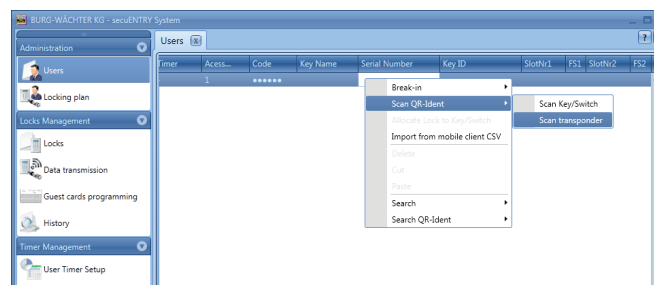 BURG-WÄCHTER KG - secuENTRY System
Administration
Users
Locking plan
Locks Management
Locks
Data transmission
Guest cards programming
History
Timer Management
User Timer Setup
Users x
?
Timer Acess... Code Key Name Serial Number Key ID SlotNr1 FS1 SlotNr2 FS2
1 ••••••
Break-in
Scan QR-Ident
Allocate Lock to Key/Switch
Import from mobile client CSV
Delete
Cut
Paste
Search
Search QR-Ident
Scan Key/Switch
Scan transponder